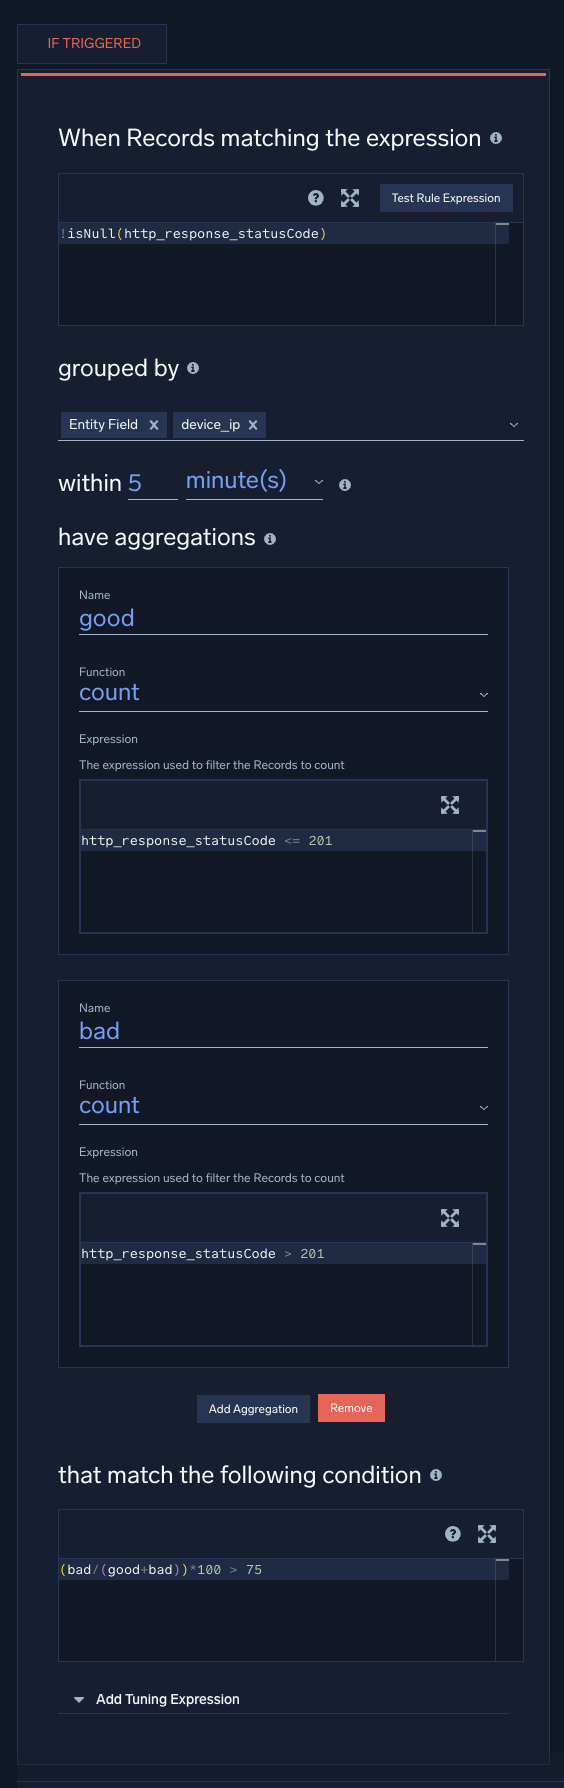 IF TRIGGERED
When Records matching the expression
Test Rule Expression
!isNull(http_response_statusCode)
grouped by
Entity Field
device_ip
within 5 minute(s)
have aggregations
Name
good
Function
count
Expression
The expression used to filter the Records to count
http_response_statusCode <= 201
Name
bad
Function
count
Expression
The expression used to filter the Records to count
http_response_statusCode > 201
Add Aggregation
Remove
that match the following condition
(bad/(good+bad))*100 > 75
Add Tuning Expression